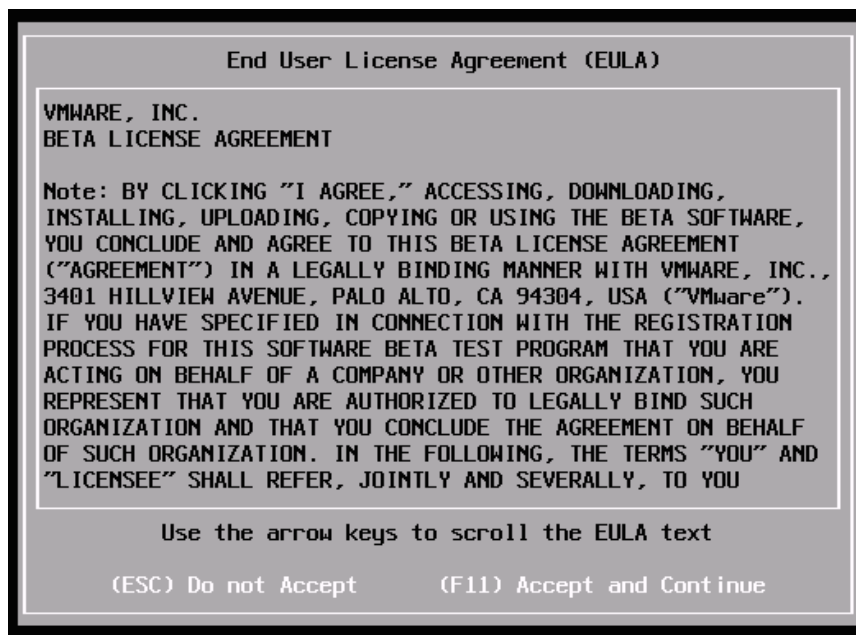 End User License Agreement (EULA)
VMWARE, INC.
BETA LICENSE AGREEMENT
Note: BY CLICKING "I AGREE," ACCESSING, DOWNLOADING,
INSTALLING, UPLOADING, COPYING OR USING THE BETA SOFTWARE,
YOU CONCLUDE AND AGREE TO THIS BETA LICENSE AGREEMENT
("AGREEMENT") IN A LEGALLY BINDING MANNER WITH VMWARE, INC.,
3401 HILLVIEW AVENUE, PALO ALTO, CA 94304, USA ("VMware").
IF YOU HAVE SPECIFIED IN CONNECTION WITH THE REGISTRATION
PROCESS FOR THIS SOFTWARE BETA TEST PROGRAM THAT YOU ARE
ACTING ON BEHALF OF A COMPANY OR OTHER ORGANIZATION, YOU
REPRESENT THAT YOU ARE AUTHORIZED TO LEGALLY BIND SUCH
ORGANIZATION AND THAT YOU CONCLUDE THE AGREEMENT ON BEHALF
OF SUCH ORGANIZATION. IN THE FOLLOWING, THE TERMS "YOU" AND
"LICENSEE" SHALL REFER, JOINTLY AND SEVERALLY, TO YOU
Use the arrow keys to scroll the EULA text
(ESC) Do not Accept (F11) Accept and Continue